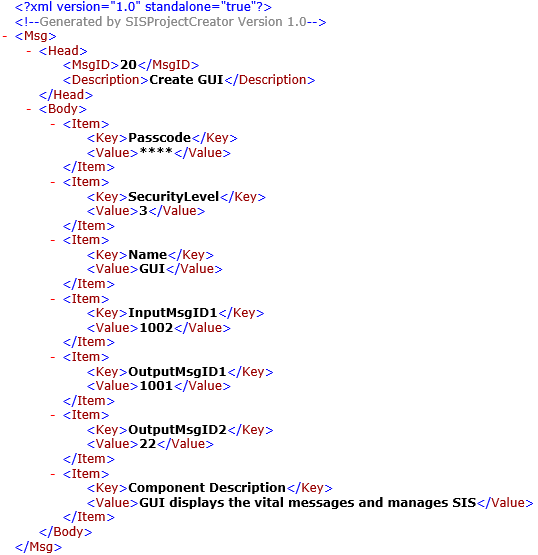 <?xml version="1.0" standalone="true"?>
<!--Generated by SISProjectCreator Version 1.0-->
- <Msg>
- <Head>
<MsgID>20</MsgID>
<Description>Create GUI</Description>
</Head>
- <Body>
- <Item>
<Key>Passcode</Key>
<Value>****</Value>
</Item>
- <Item>
<Key>SecurityLevel</Key>
<Value>3</Value>
</Item>
- <Item>
<Key>Name</Key>
<Value>GUI</Value>
</Item>
- <Item>
<Key>InputMsgID1</Key>
<Value>1002</Value>
</Item>
- <Item>
<Key>OutputMsgID1</Key>
<Value>1001</Value>
</Item>
- <Item>
<Key>OutputMsgID2</Key>
<Value>22</Value>
</Item>
- <Item>
<Key>Component Description</Key>
<Value>GUI displays the vital messages and manages SIS</Value>
</Item>
</Body>
</Msg>